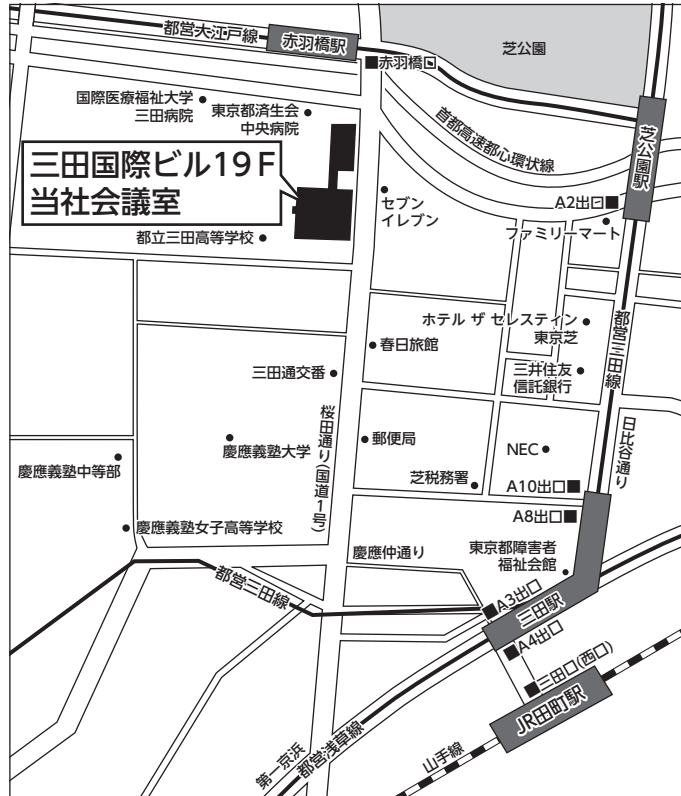 都営大江戸線
赤羽橋駅
芝公園
赤羽橋口
国際医療福祉大学
三田病院
東京都済生会
中央病院
首都高速都心環状線
芝公園駅
三田国際ビル19F
当社会議室
セブン
イレブン
A2出口
ファミリーマート
都立三田高等学校
ホテル ザ セレスティン
東京芝
都営三田線
春日旅館
三井住友
信託銀行
三田通交番
桜田通り(国道1号)
日比谷通り
郵便局
慶應義塾大学
NEC
慶應義塾中等部
芝税務署
A10出口
A8出口
慶應義塾女子高等学校
慶應仲通り
東京都障害者
福祉会館
都営三田線
A3出口
三田駅
A4出口
三田口(西口)
JR田町駅
第一京浜
都営浅草線
山手線